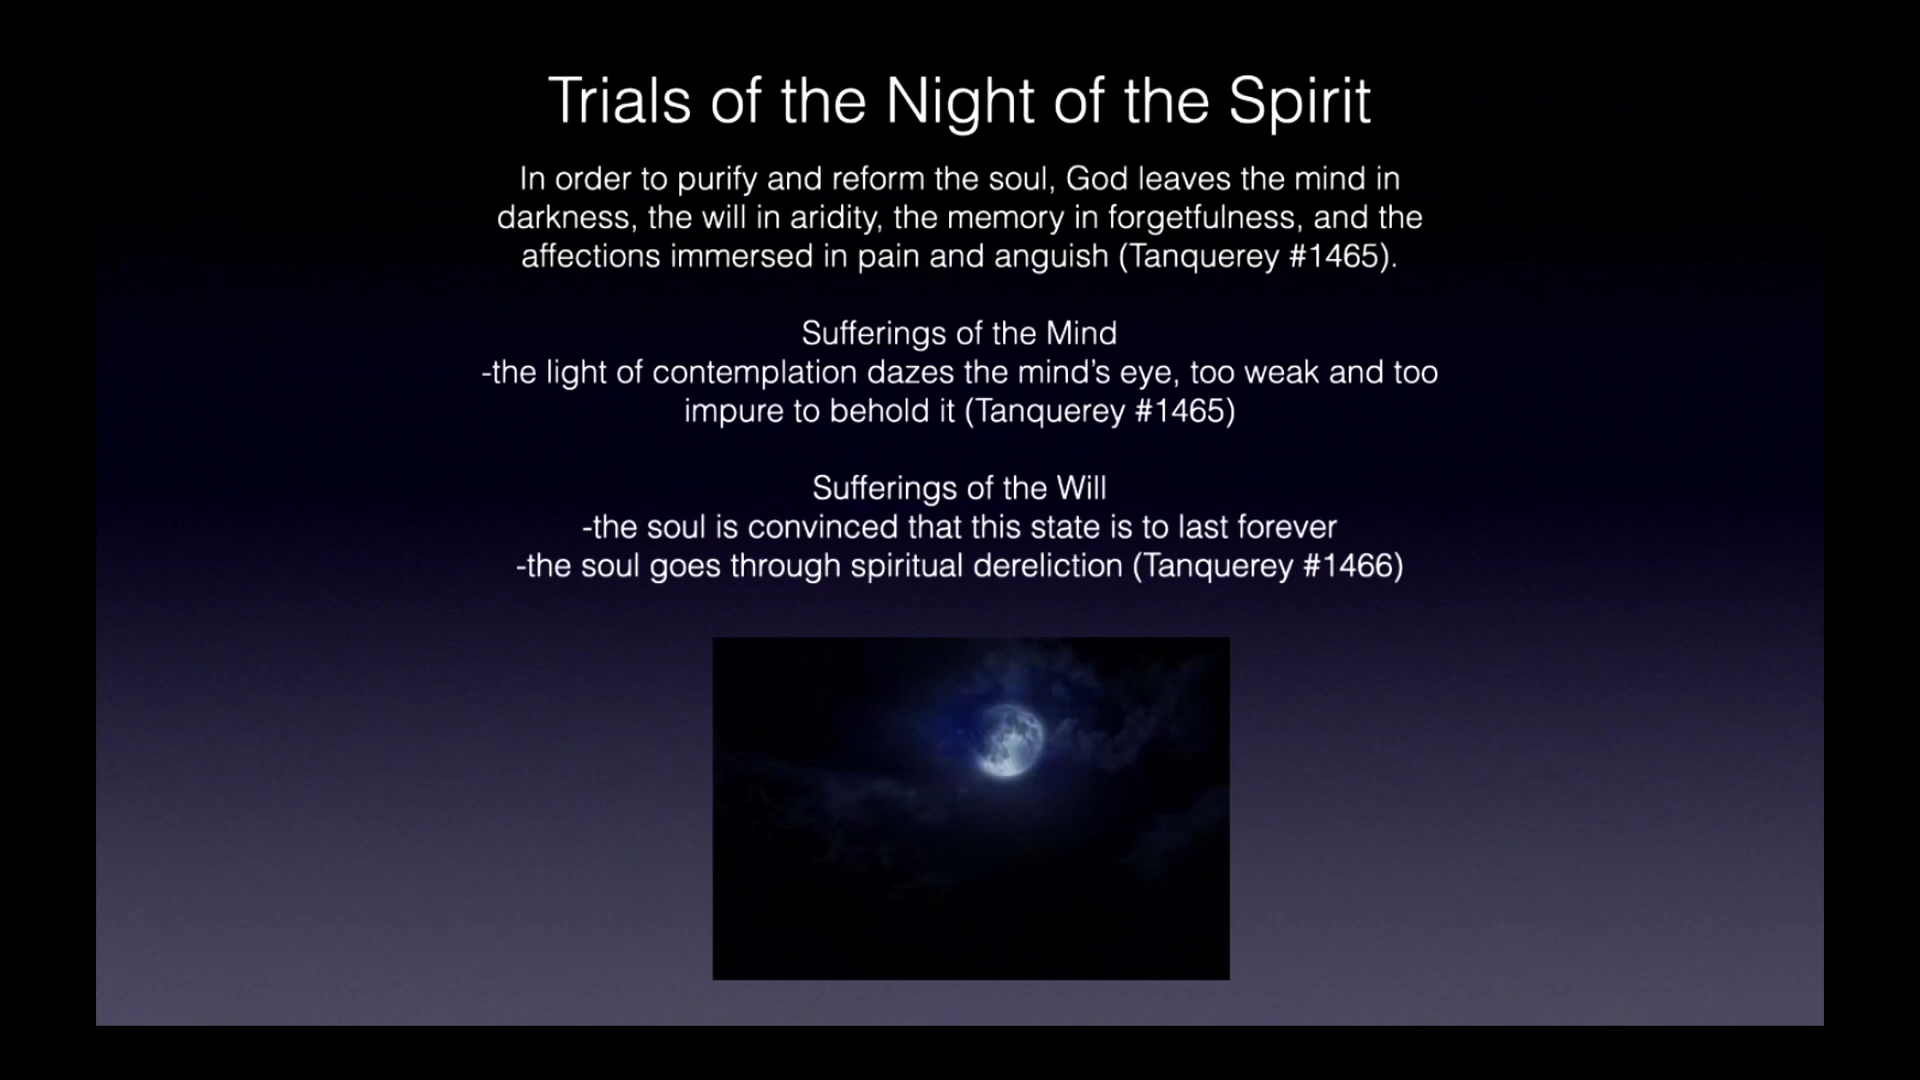 Trials of the Night of the Spirit
In order to purify and reform the soul, God leaves the mind in
darkness, the will in aridity, the memory in forgetfulness, and the
affections immersed in pain and anguish (Tanquerey #1465).
Sufferings of the Mind
-the light of contemplation dazes the mind’s eye, too weak and too
impure to behold it (Tanquerey #1465)
Sufferings of the Will
-the soul is convinced that this state is to last forever
-the soul goes through spiritual dereliction (Tanquerey #1466)